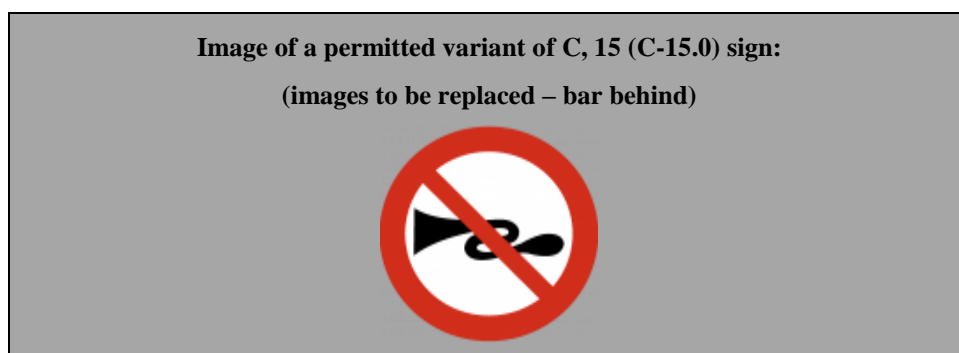 Image of a permitted variant of C, 15 (C-15.0) sign:
(images to be replaced – bar behind)